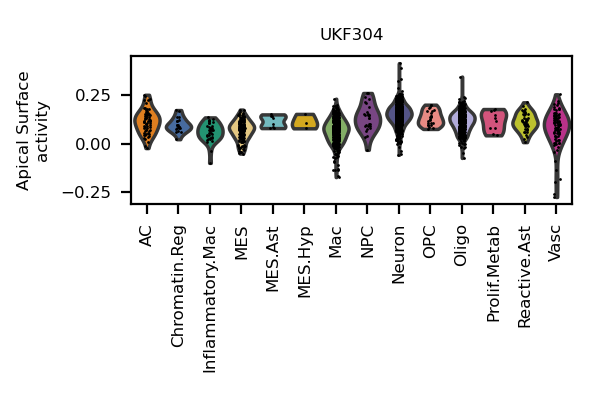 UKF304
Apical Surface
activity
0.25
0.00
−0.25
AC
Chromatin.Reg
Inflammatory.Mac
MES
MES.Ast
MES.Hyp
Mac
NPC
Neuron
OPC
Oligo
Prolif.Metab
Reactive.Ast
Vasc